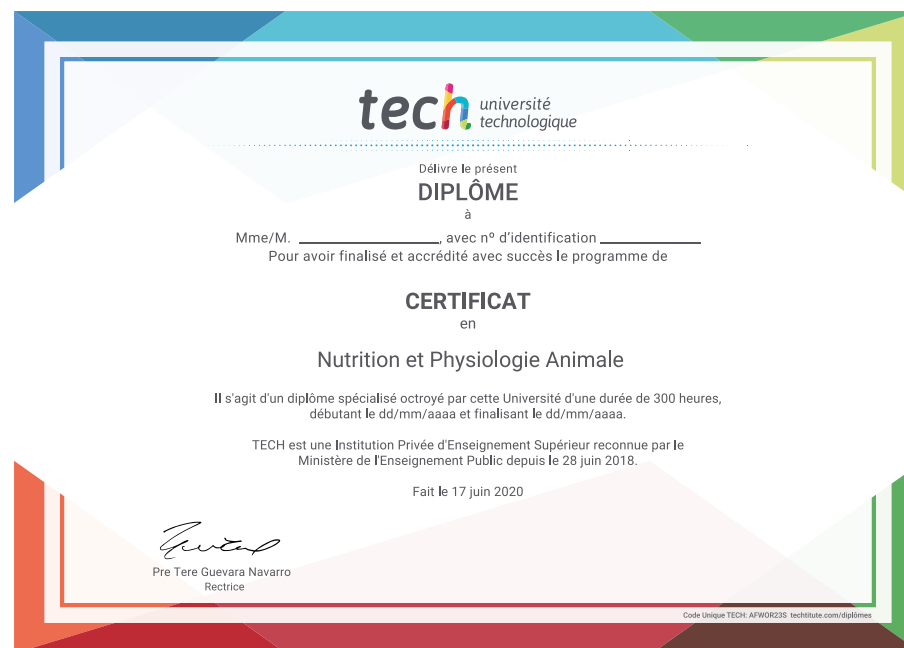 tech université
technologique
Délivre le présent
DIPLÔME
à
Mme/M. ____________________, avec nº d'identification ______________
Pour avoir finalisé et accrédité avec succès le programme de
CERTIFICAT
en
Nutrition et Physiologie Animale
Il s'agit d'un diplôme spécialisé octroyé par cette Université d'une durée de 300 heures,
débutant le dd/mm/aaaa et finalisant le dd/mm/aaaa.
TECH est une Institution Privée d'Enseignement Supérieur reconnue par le
Ministère de l'Enseignement Public depuis le 28 juin 2018.
Fait le 17 juin 2020
Pre Tere Guevara Navarro
Rectrice
Code Unique TECH: AFWOR23S techtitute.com/diplômes